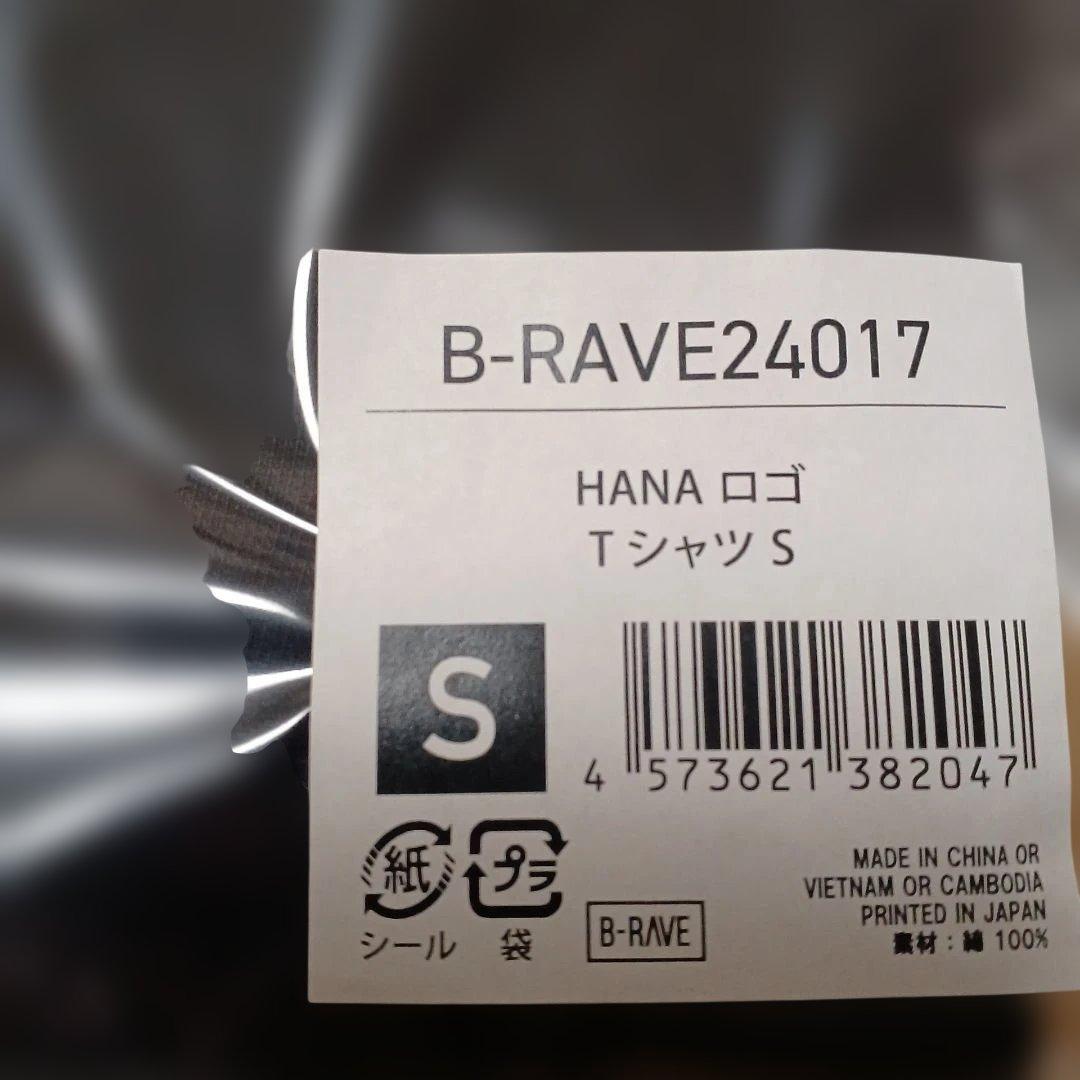 B-RAVE24017
HANA ロゴ
Tシャツ S
S
4 573621 382047
紙 プラ
シール 袋
B-RAVE
MADE IN CHINA OR
VIETNAM OR CAMBODIA
PRINTED IN JAPAN
素材：綿 100%